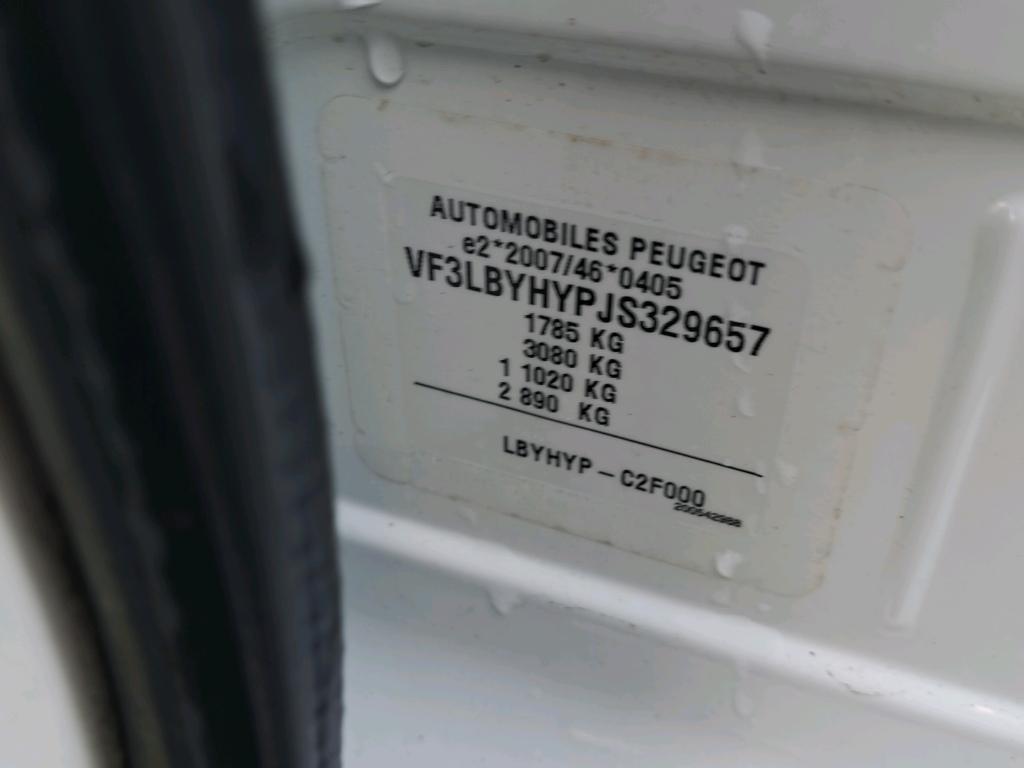 AUTOMOBILES PEUGEOT
e2*2007/46*0405
VF3LBYHYPJS329657
1785 KG
3080 KG
1 1020 KG
2 890 KG
LBYHYP – C2F000
200542988